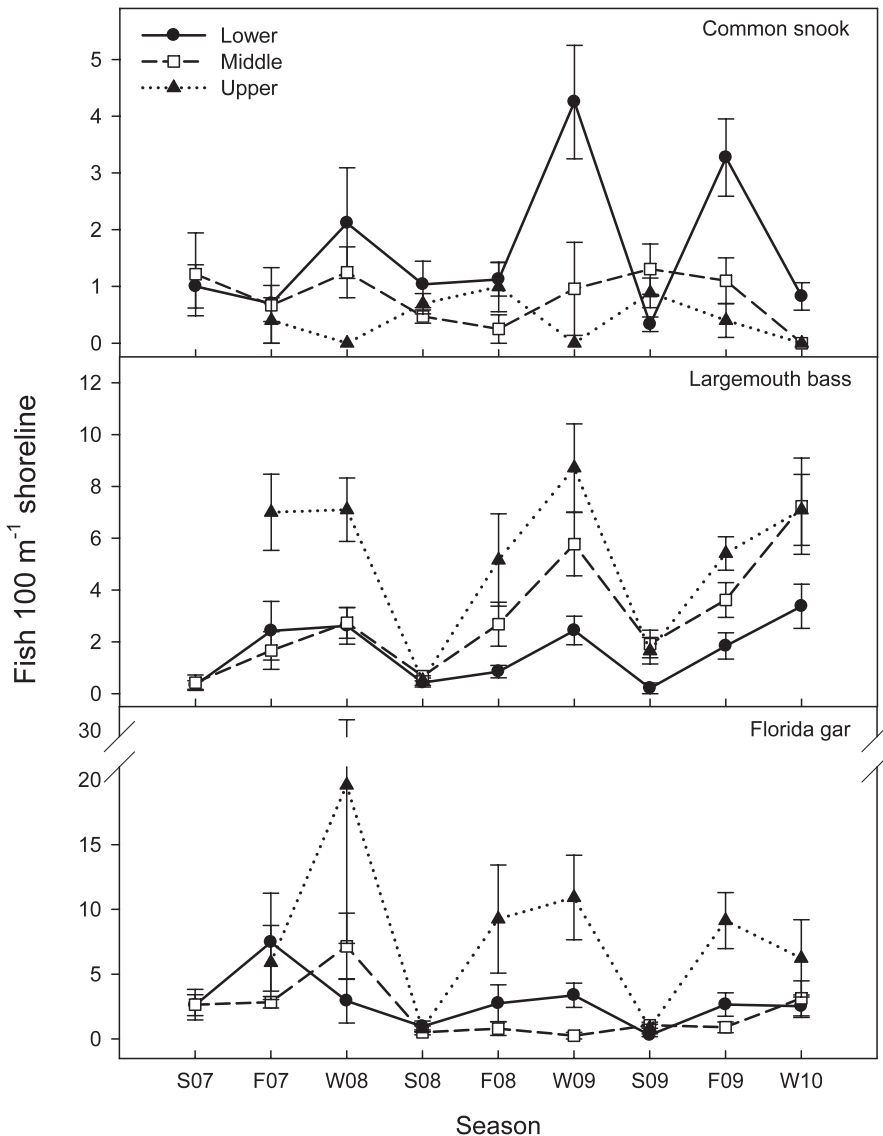 Common snook
Lower
Middle
Upper
5
4
3
2
1
0
Largemouth bass
12
10
8
6
4
2
0
Fish 100 m⁻¹ shoreline
Florida gar
30
20
15
10
5
0
S07 F07 W08 S08 F08 W09 S09 F09 W10
Season